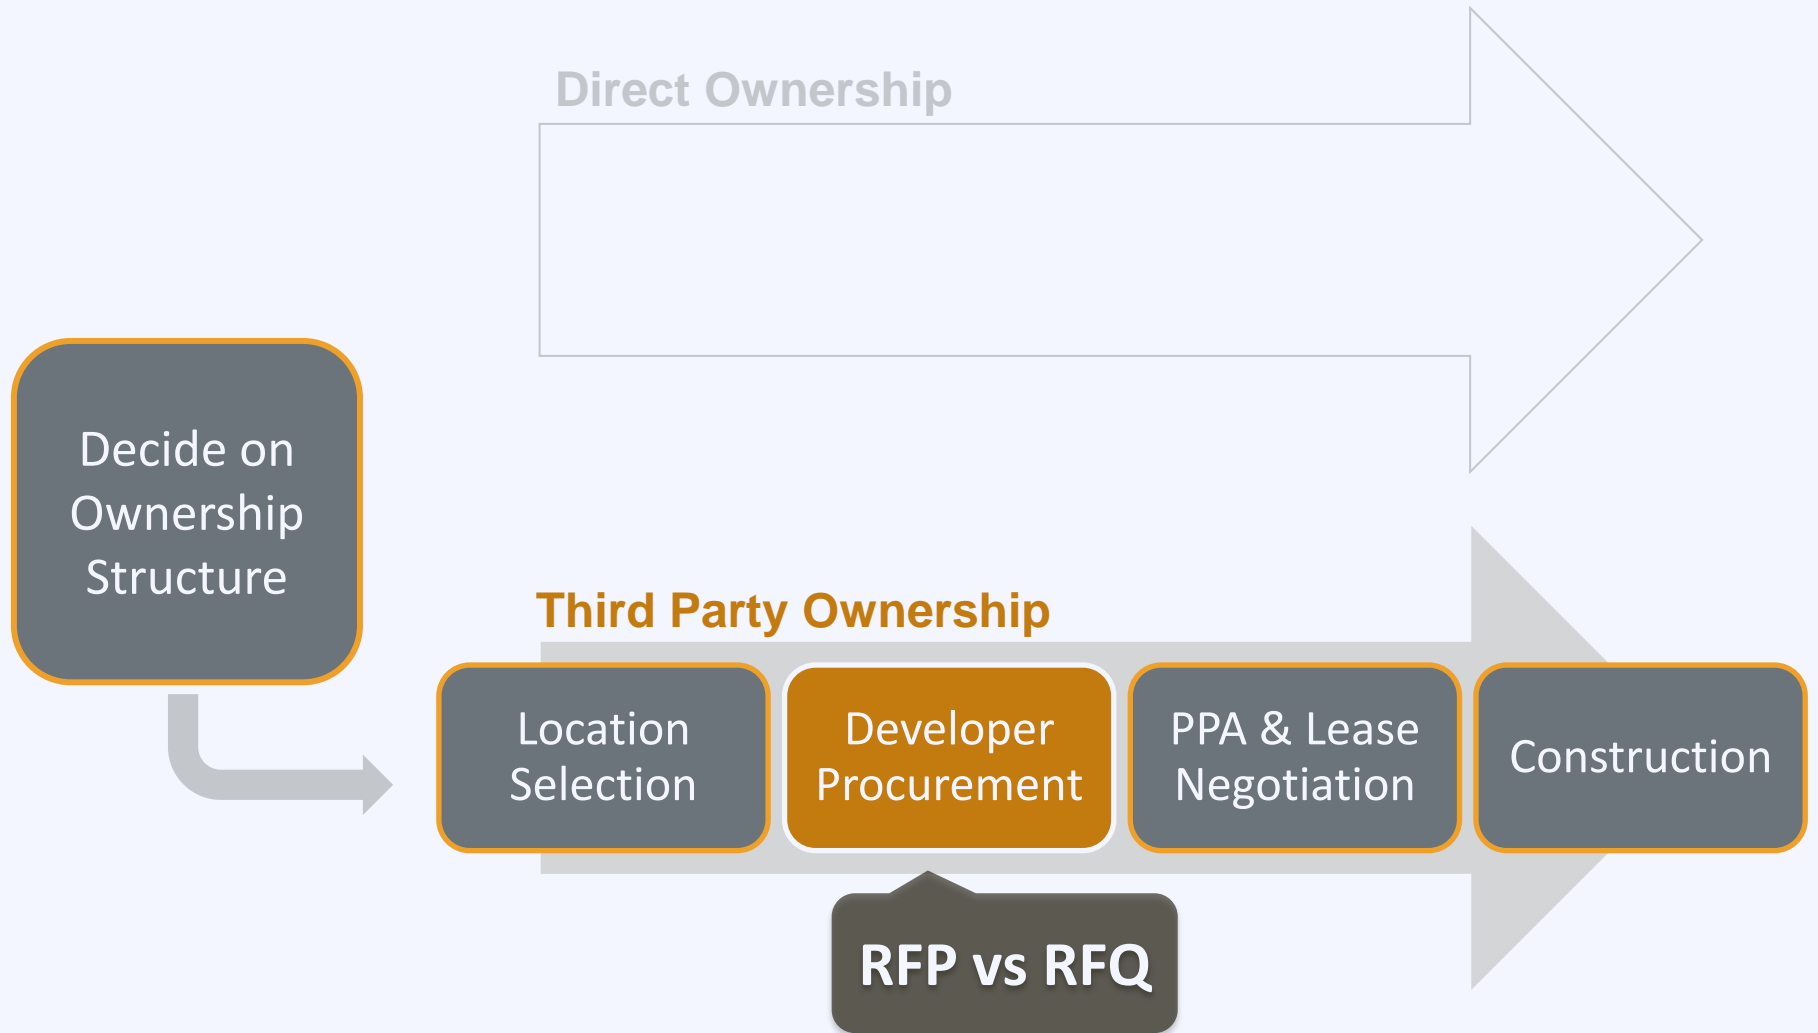 Direct Ownership
Decide on
Ownership
Structure
Third Party Ownership
Location
Selection
Developer
Procurement
PPA & Lease
Negotiation
Construction
RFP vs RFQ